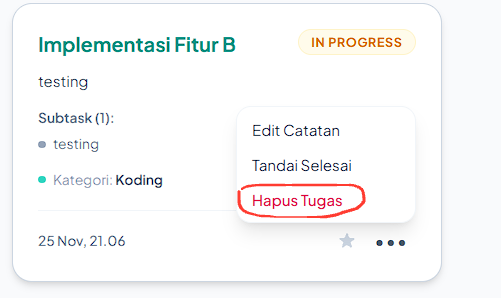 Implementasi Fitur B
IN PROGRESS
testing
Subtask (1):
testing
Kategori: Koding
Edit Catatan
Tandai Selesai
Hapus Tugas
25 Nov, 21.06